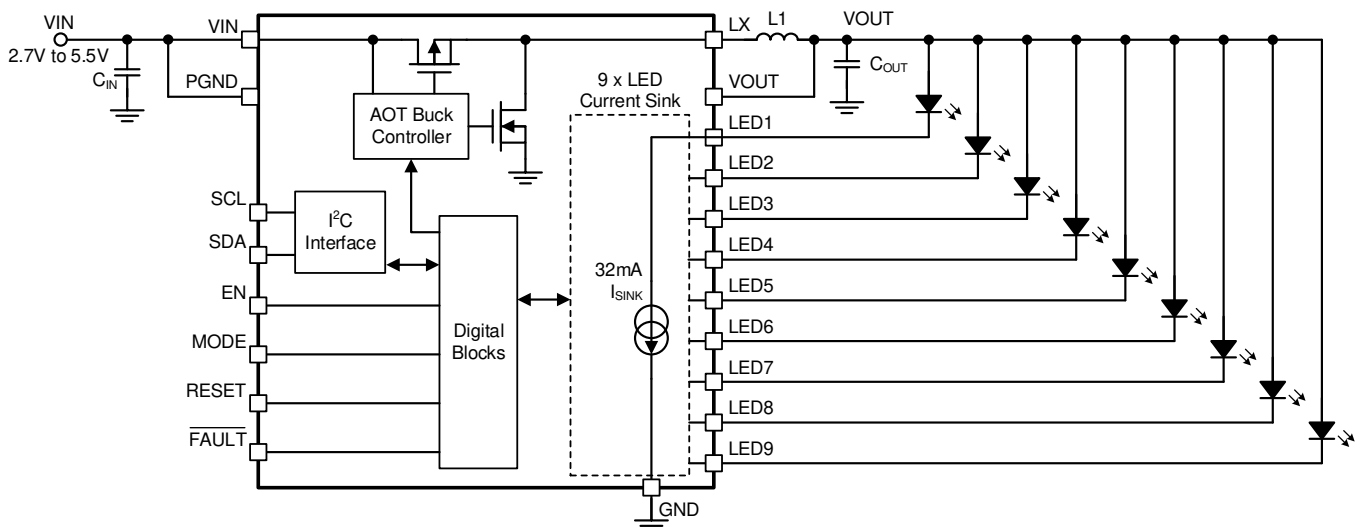 VIN
2.7V to 5.5V
CIN
VIN
PGND
SCL
SDA
EN
MODE
RESET
FAULT
AOT Buck
Controller
I²C
Interface
Digital
Blocks
9 x LED
Current Sink
32mA
ISINK
LX
L1
VOUT
COUT
VOUT
LED1
LED2
LED3
LED4
LED5
LED6
LED7
LED8
LED9
GND